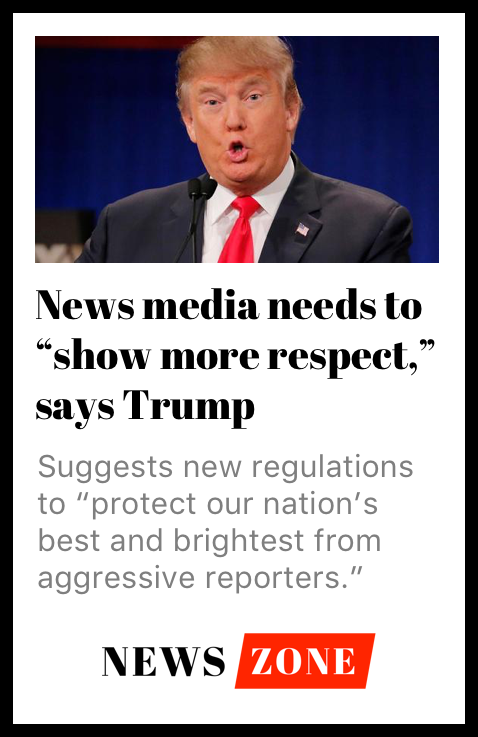 News media needs to
“show more respect,”
says Trump
Suggests new regulations
to “protect our nation’s
best and brightest from
aggressive reporters.”
NEWS ZONE